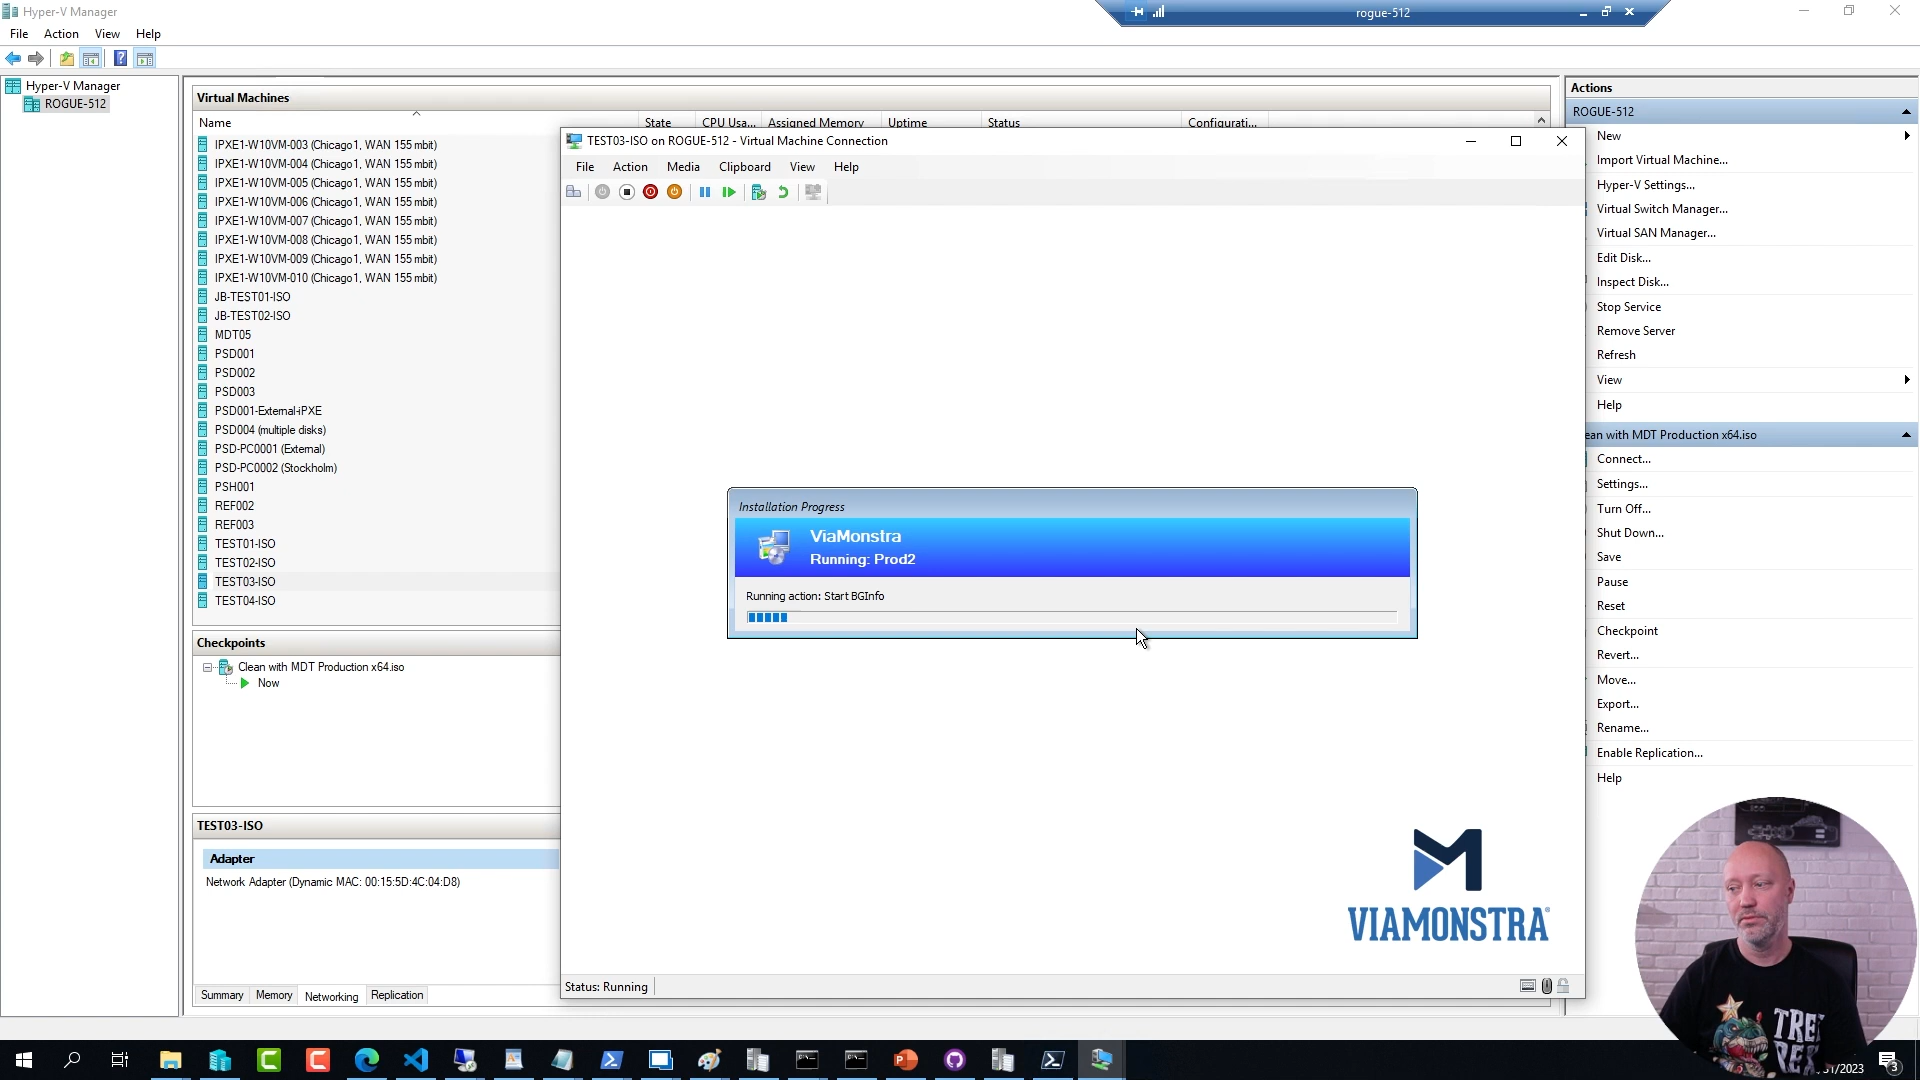 Hyper-V Manager
rogue-512
File Action View Help
Hyper-V Manager
ROGUE-512
Virtual Machines
Name State CPU Usa... Assigned Memory Uptime Status Configurati...
IPXE1-W10VM-003 (Chicago1, WAN 155 mbit)
IPXE1-W10VM-004 (Chicago1, WAN 155 mbit)
IPXE1-W10VM-005 (Chicago1, WAN 155 mbit)
IPXE1-W10VM-006 (Chicago1, WAN 155 mbit)
IPXE1-W10VM-007 (Chicago1, WAN 155 mbit)
IPXE1-W10VM-008 (Chicago1, WAN 155 mbit)
IPXE1-W10VM-009 (Chicago1, WAN 155 mbit)
IPXE1-W10VM-010 (Chicago1, WAN 155 mbit)
JB-TEST01-ISO
JB-TEST02-ISO
MDT05
PSD001
PSD002
PSD003
PSD001-External-iPXE
PSD004 (multiple disks)
PSD-PC0001 (External)
PSD-PC0002 (Stockholm)
PSH001
REF002
REF003
TEST01-ISO
TEST02-ISO
TEST03-ISO
TEST04-ISO
Checkpoints
Clean with MDT Production x64.iso
Now
TEST03-ISO
Adapter
Network Adapter (Dynamic MAC: 00:15:5D:4C:04:D8)
Summary Memory Networking Replication
TEST03-ISO on ROGUE-512 - Virtual Machine Connection
File Action Media Clipboard View Help
Installation Progress
ViaMonstra
Running: Prod2
Running action: Start BGInfo
VIAMONSTRA®
Status: Running
Actions
ROGUE-512
New
Import Virtual Machine...
Hyper-V Settings...
Virtual Switch Manager...
Virtual SAN Manager...
Edit Disk...
Inspect Disk...
Stop Service
Remove Server
Refresh
View
Help
ean with MDT Production x64.iso
Connect...
Settings...
Turn Off...
Shut Down...
Save
Pause
Reset
Checkpoint
Revert...
Move...
Export...
Rename...
Enable Replication...
Help
TREE
REX
/2023
3